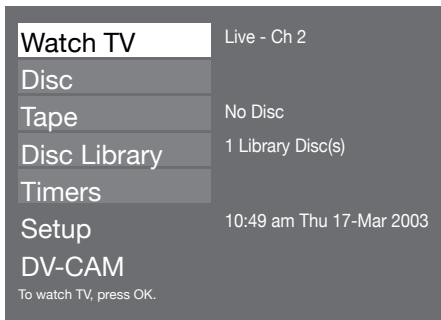 Watch TV
Live - Ch 2
Disc
Tape
No Disc
Disc Library
1 Library Disc(s)
Timers
Setup
10:49 am Thu 17-Mar 2003
DV-CAM
To watch TV, press OK.